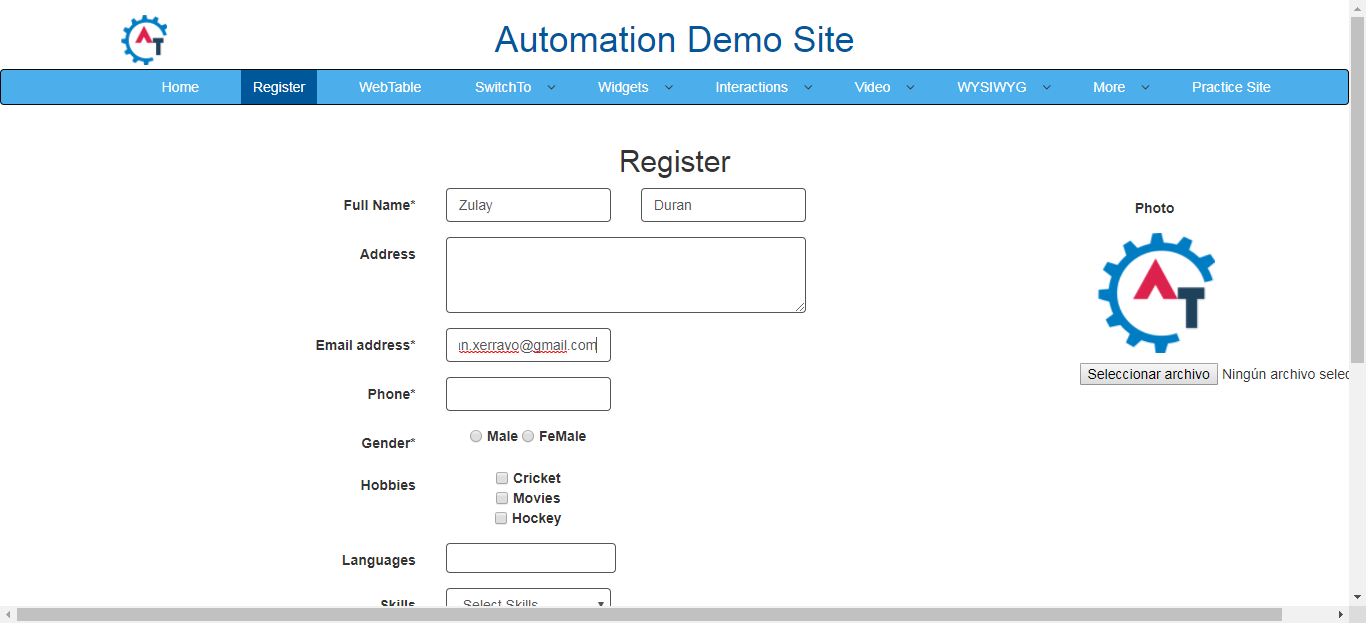 AT
Automation Demo Site
Home Register WebTable SwitchTo Widgets Interactions Video WYSIWYG More Practice Site
Register
Full Name* Zulay Duran
Photo
Address
AT
Email address* n.xerravo@gmail.com
Seleccionar archivo Ningún archivo selec
Phone*
Gender* Male FeMale
Hobbies Cricket
Movies
Hockey
Languages
Skills Select Skills